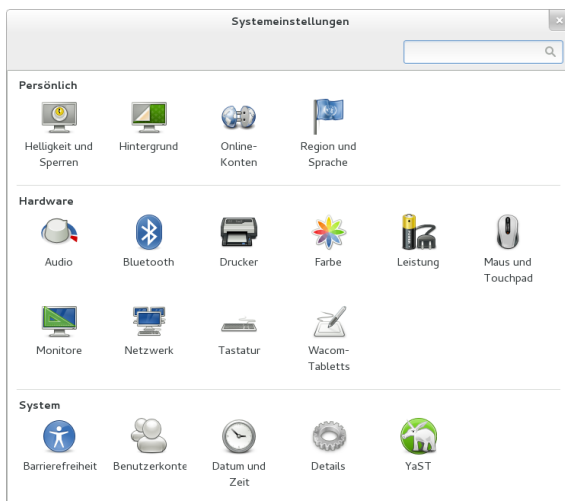 Systemeinstellungen
Persönlich
Helligkeit und Sperren
Hintergrund
Online-Konten
Region und Sprache
Hardware
Audio
Bluetooth
Drucker
Farbe
Leistung
Maus und Touchpad
Monitore
Netzwerk
Tastatur
Wacom-Tabletts
System
Barrierefreiheit
Benutzerkonte
Datum und Zeit
Details
YaST